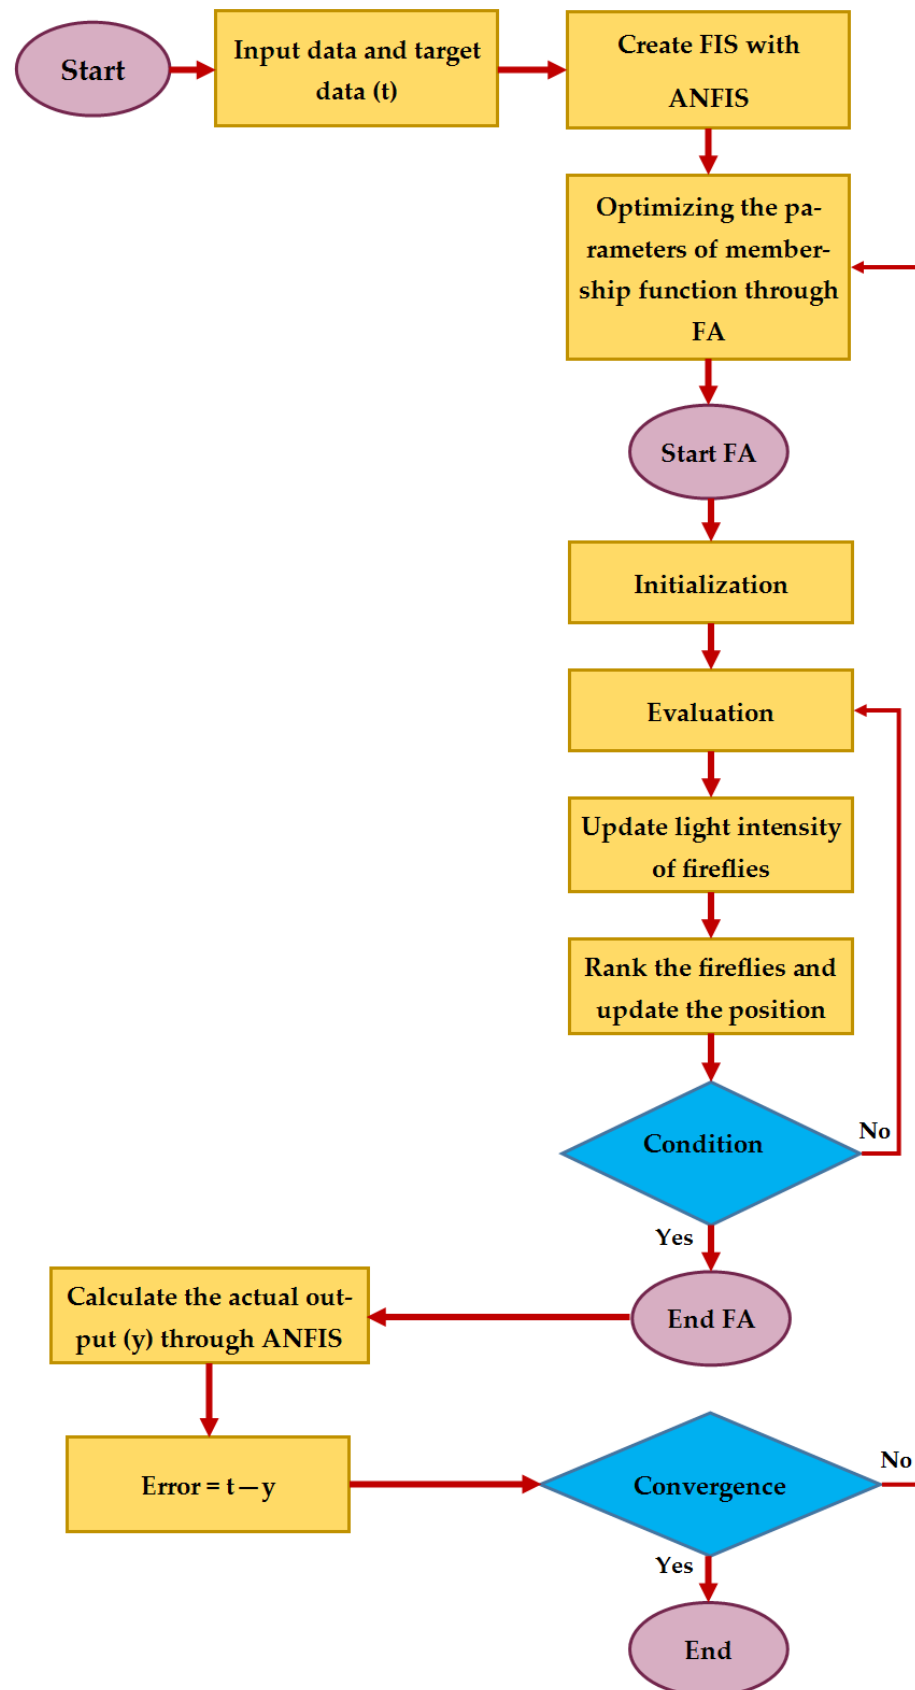 Start
Input data and target
data (t)
Create FIS with
ANFIS
Optimizing the pa-
rameters of member-
ship function through
FA
Start FA
Initialization
Evaluation
Update light intensity
of fireflies
Rank the fireflies and
update the position
Condition
No
Yes
End FA
Calculate the actual out-
put (y) through ANFIS
Error = t—y
Convergence
No
Yes
End